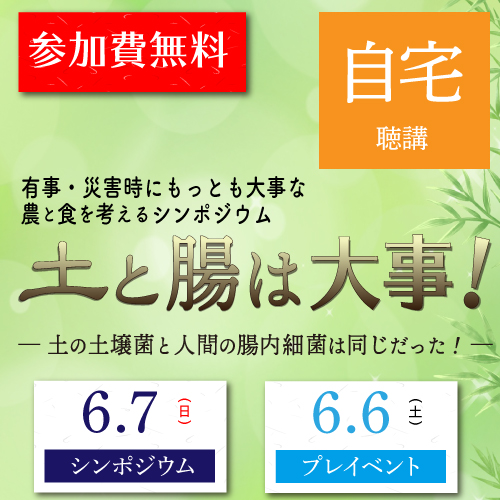 参加費無料
自宅
聴講
有事・災害時にもっとも大事な
農と食を考えるシンポジウム
土と腸は大事！
― 土の土壌菌と人間の腸内細菌は同じだった！―
6.7（日）
シンポジウム
6.6（土）
プレイベント